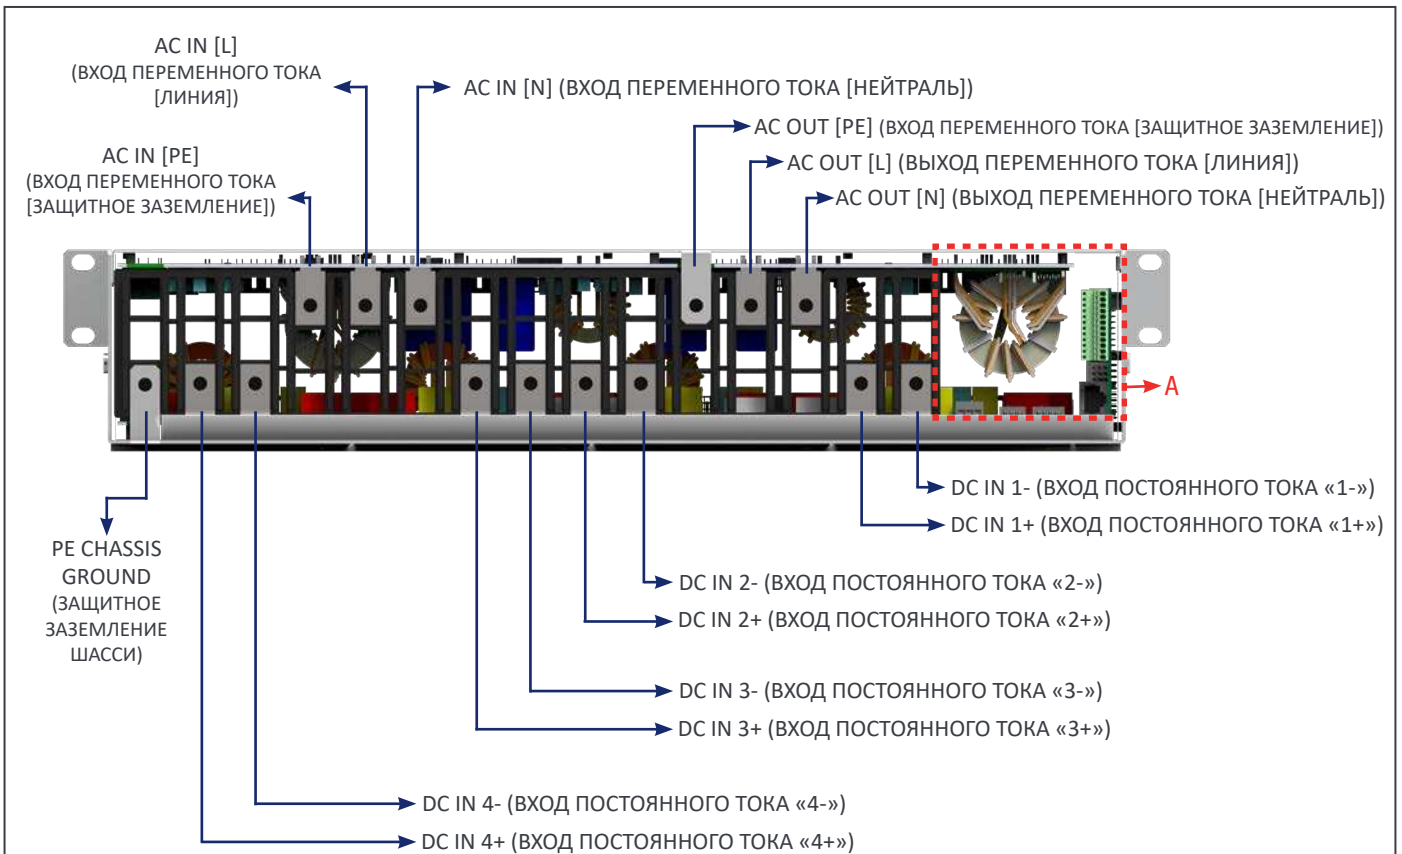 AC IN [L]
(ВХОД ПЕРЕМЕННОГО ТОКА
[ЛИНИЯ])
AC IN [N] (ВХОД ПЕРЕМЕННОГО ТОКА [НЕЙТРАЛЬ])
AC OUT [PE] (ВХОД ПЕРЕМЕННОГО ТОКА [ЗАЩИТНОЕ ЗАЗЕМЛЕНИЕ])
AC IN [PE]
(ВХОД ПЕРЕМЕННОГО ТОКА
[ЗАЩИТНОЕ ЗАЗЕМЛЕНИЕ])
AC OUT [L] (ВЫХОД ПЕРЕМЕННОГО ТОКА [ЛИНИЯ])
AC OUT [N] (ВЫХОД ПЕРЕМЕННОГО ТОКА [НЕЙТРАЛЬ])
A
DC IN 1- (ВХОД ПОСТОЯННОГО ТОКА «1-»)
DC IN 1+ (ВХОД ПОСТОЯННОГО ТОКА «1+»)
PE CHASSIS
GROUND
(ЗАЩИТНОЕ
ЗАЗЕМЛЕНИЕ
ШАССИ)
DC IN 2- (ВХОД ПОСТОЯННОГО ТОКА «2-»)
DC IN 2+ (ВХОД ПОСТОЯННОГО ТОКА «2+»)
DC IN 3- (ВХОД ПОСТОЯННОГО ТОКА «3-»)
DC IN 3+ (ВХОД ПОСТОЯННОГО ТОКА «3+»)
DC IN 4- (ВХОД ПОСТОЯННОГО ТОКА «4-»)
DC IN 4+ (ВХОД ПОСТОЯННОГО ТОКА «4+»)